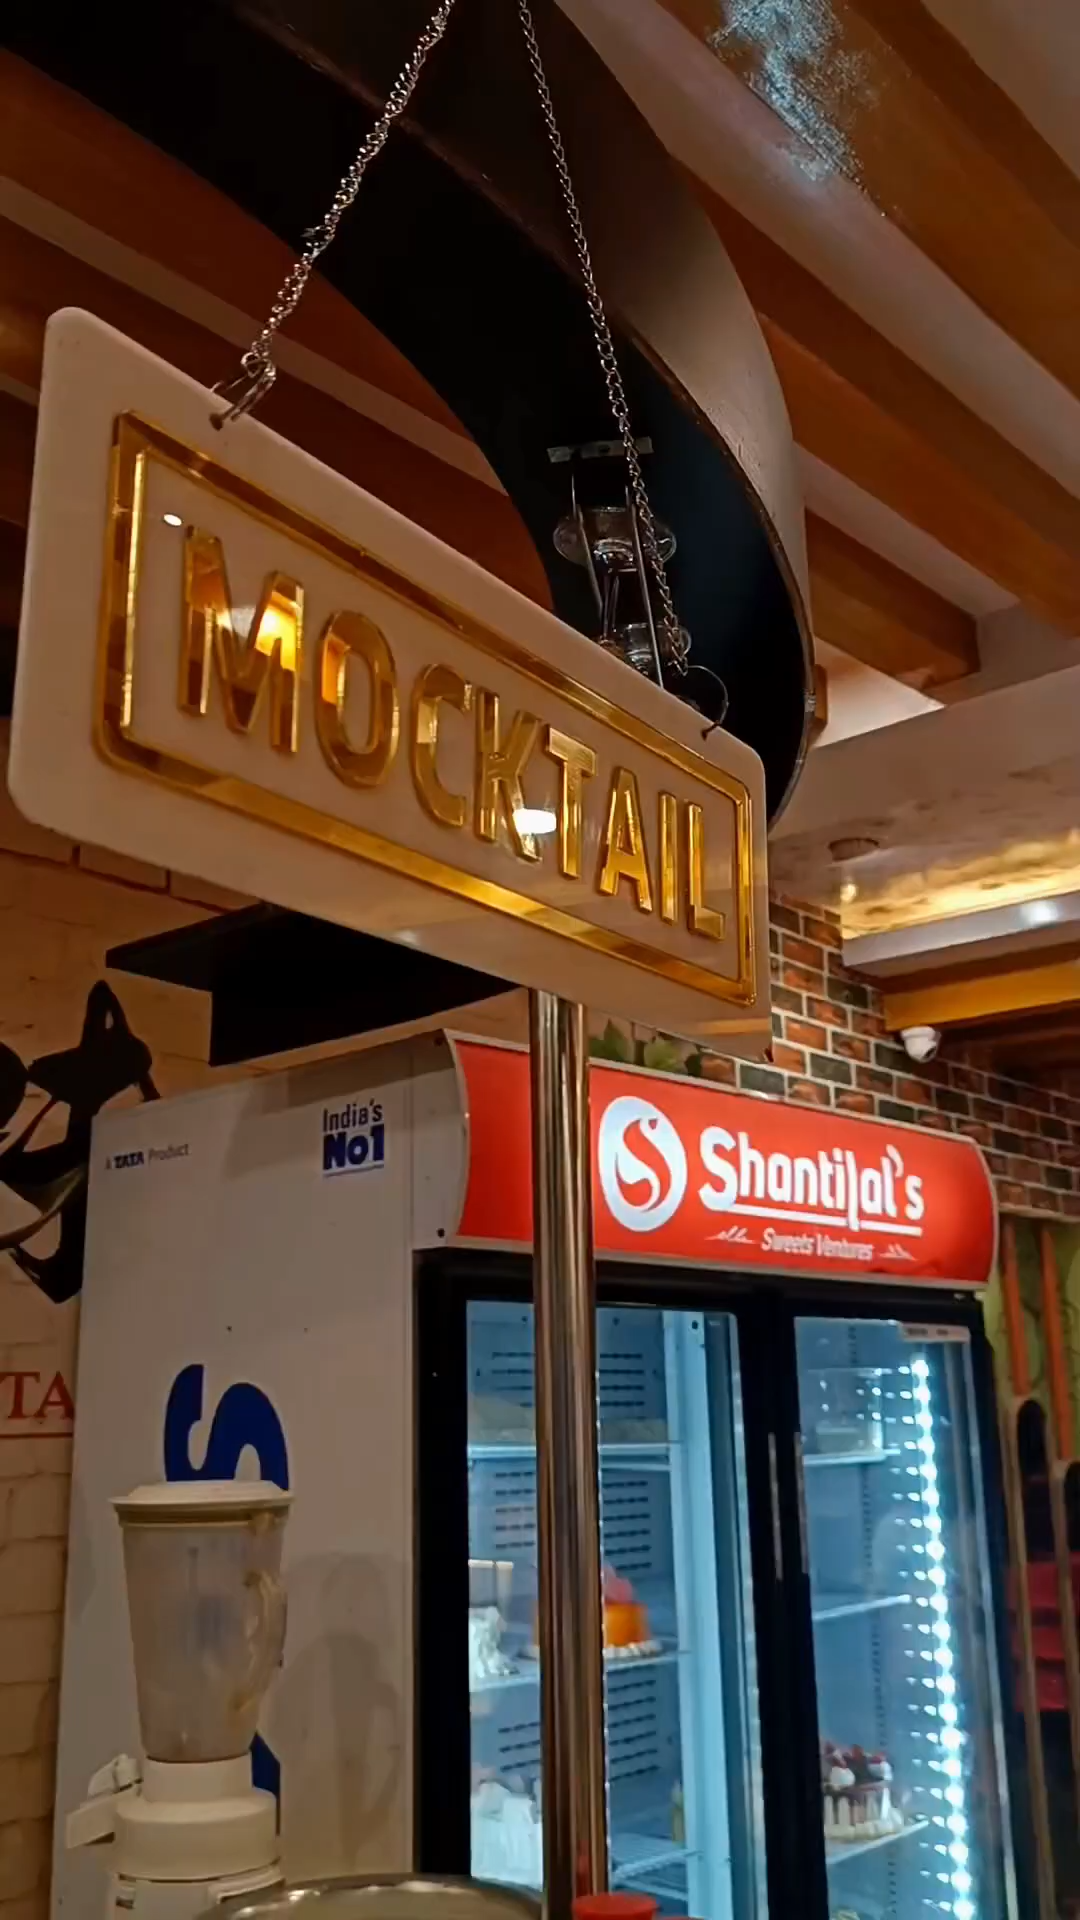 MOCKTAIL
A TATA Product
India's
No1
Shantilal's
Sweets Ventures
TA
S